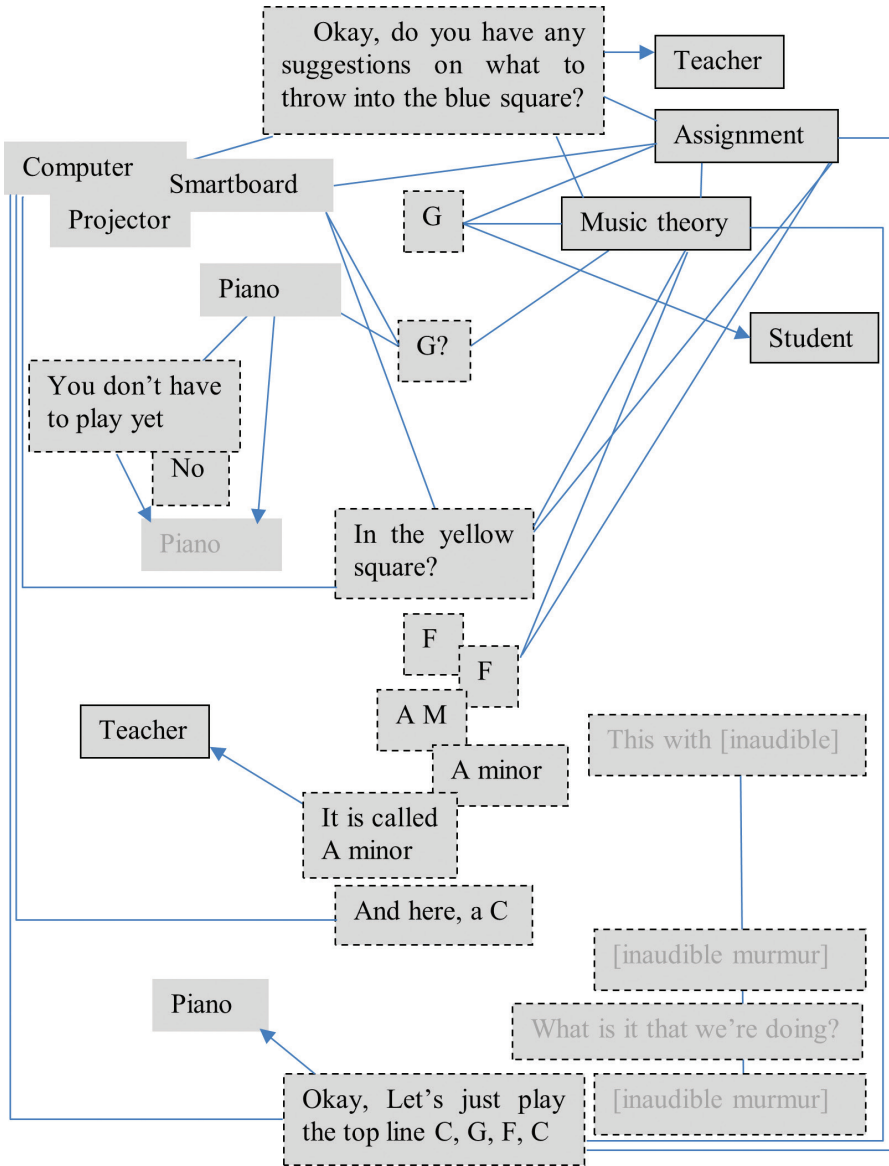 Okay, do you have any
suggestions on what to
throw into the blue square?
Teacher
Assignment
Computer
Smartboard
Projector
G
Music theory
Piano
G?
Student
You don't have
to play yet
No
Piano
In the yellow
square?
F
F
A M
Teacher
This with [inaudible]
A minor
It is called
A minor
And here, a C
[inaudible murmur]
Piano
What is it that we're doing?
Okay, Let's just play
the top line C, G, F, C
[inaudible murmur]